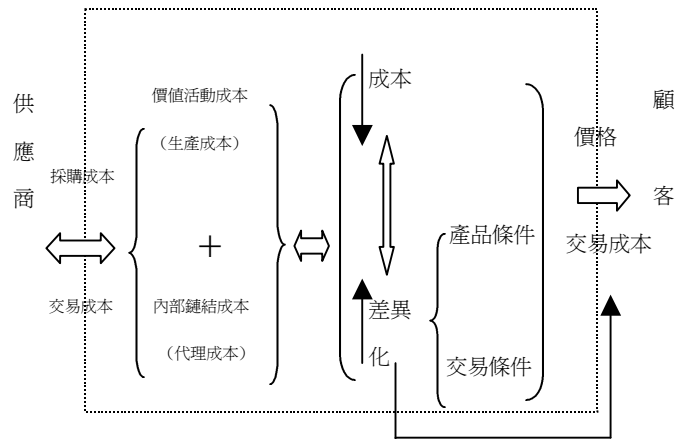 供應商
採購成本
交易成本
價值活動成本
（生產成本）
＋
內部鏈結成本
（代理成本）
成本
差異化
產品條件
交易條件
價格
交易成本
顧客